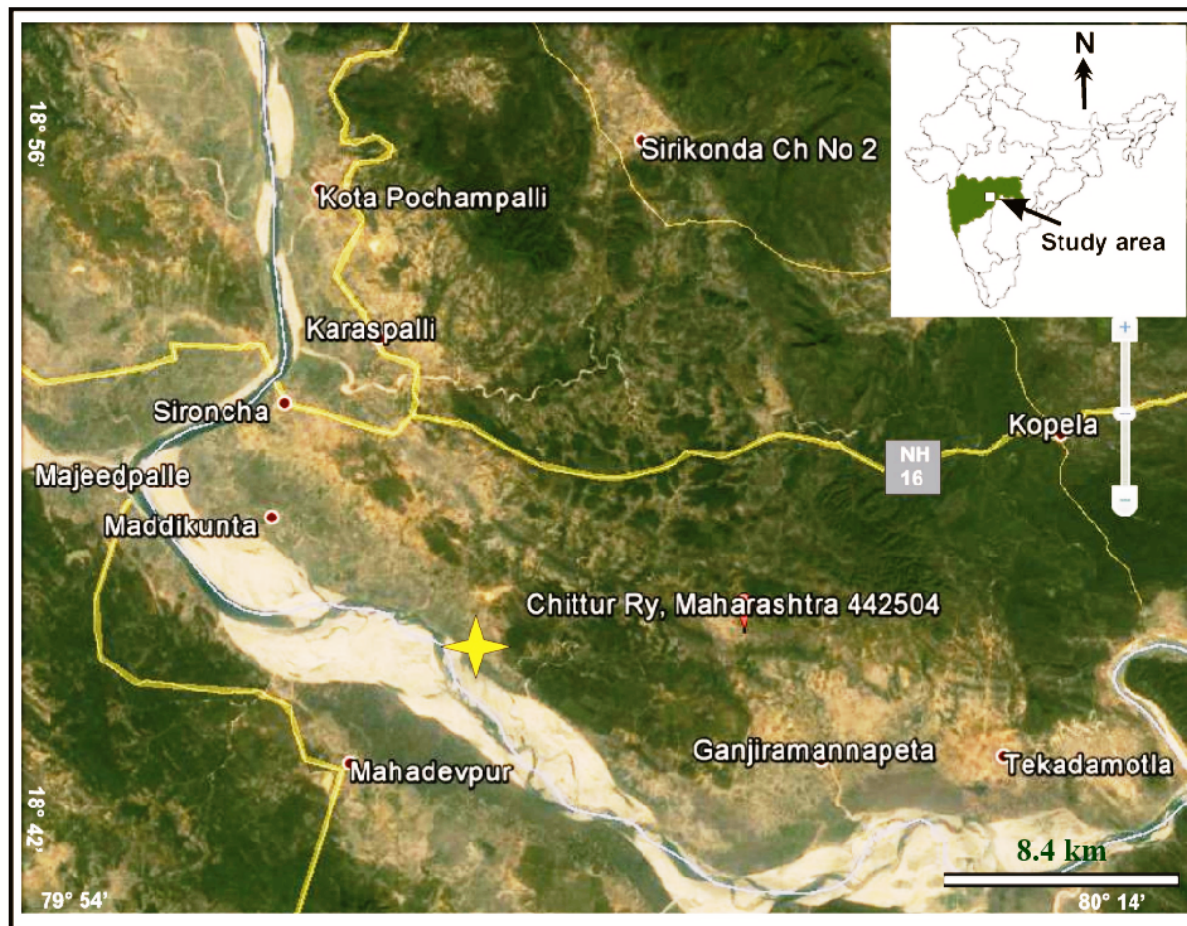 N
Study area
18° 56'
Sirikonda Ch No 2
Kota Pochampalli
Karaspalli
+
Sironcha
Kopela
NH
16
Majeedpalle
Maddikunta
Chittur Ry, Maharashtra 442504
Ganjiramannapeta
Tekadamotla
Mahadevpur
18° 42'
8.4 km
79° 54'
80° 14'